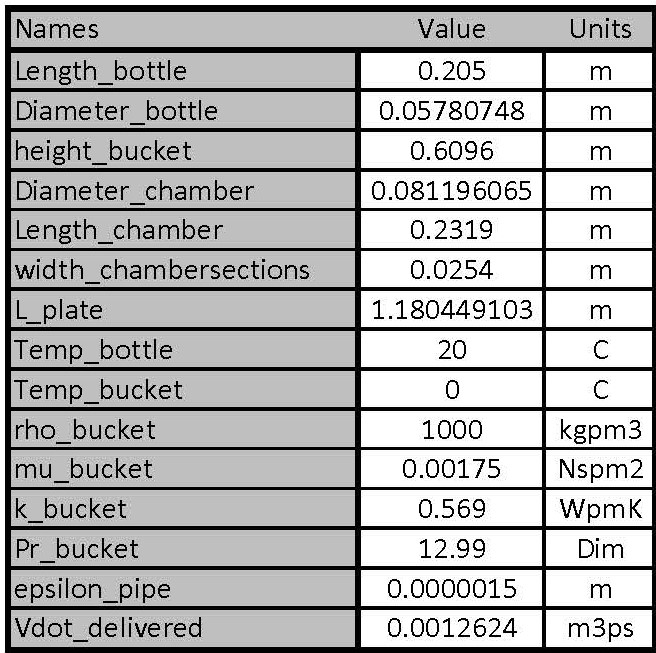 Names Value Units
Length_bottle 0.205 m
Diameter_bottle 0.05780748 m
height_bucket 0.6096 m
Diameter_chamber 0.081196065 m
Length_chamber 0.2319 m
width_chambersections 0.0254 m
L_plate 1.180449103 m
Temp_bottle 20 C
Temp_bucket 0 C
rho_bucket 1000 kgpm3
mu_bucket 0.00175 Nspm2
k_bucket 0.569 WpmK
Pr_bucket 12.99 Dim
epsilon_pipe 0.0000015 m
Vdot_delivered 0.0012624 m3ps